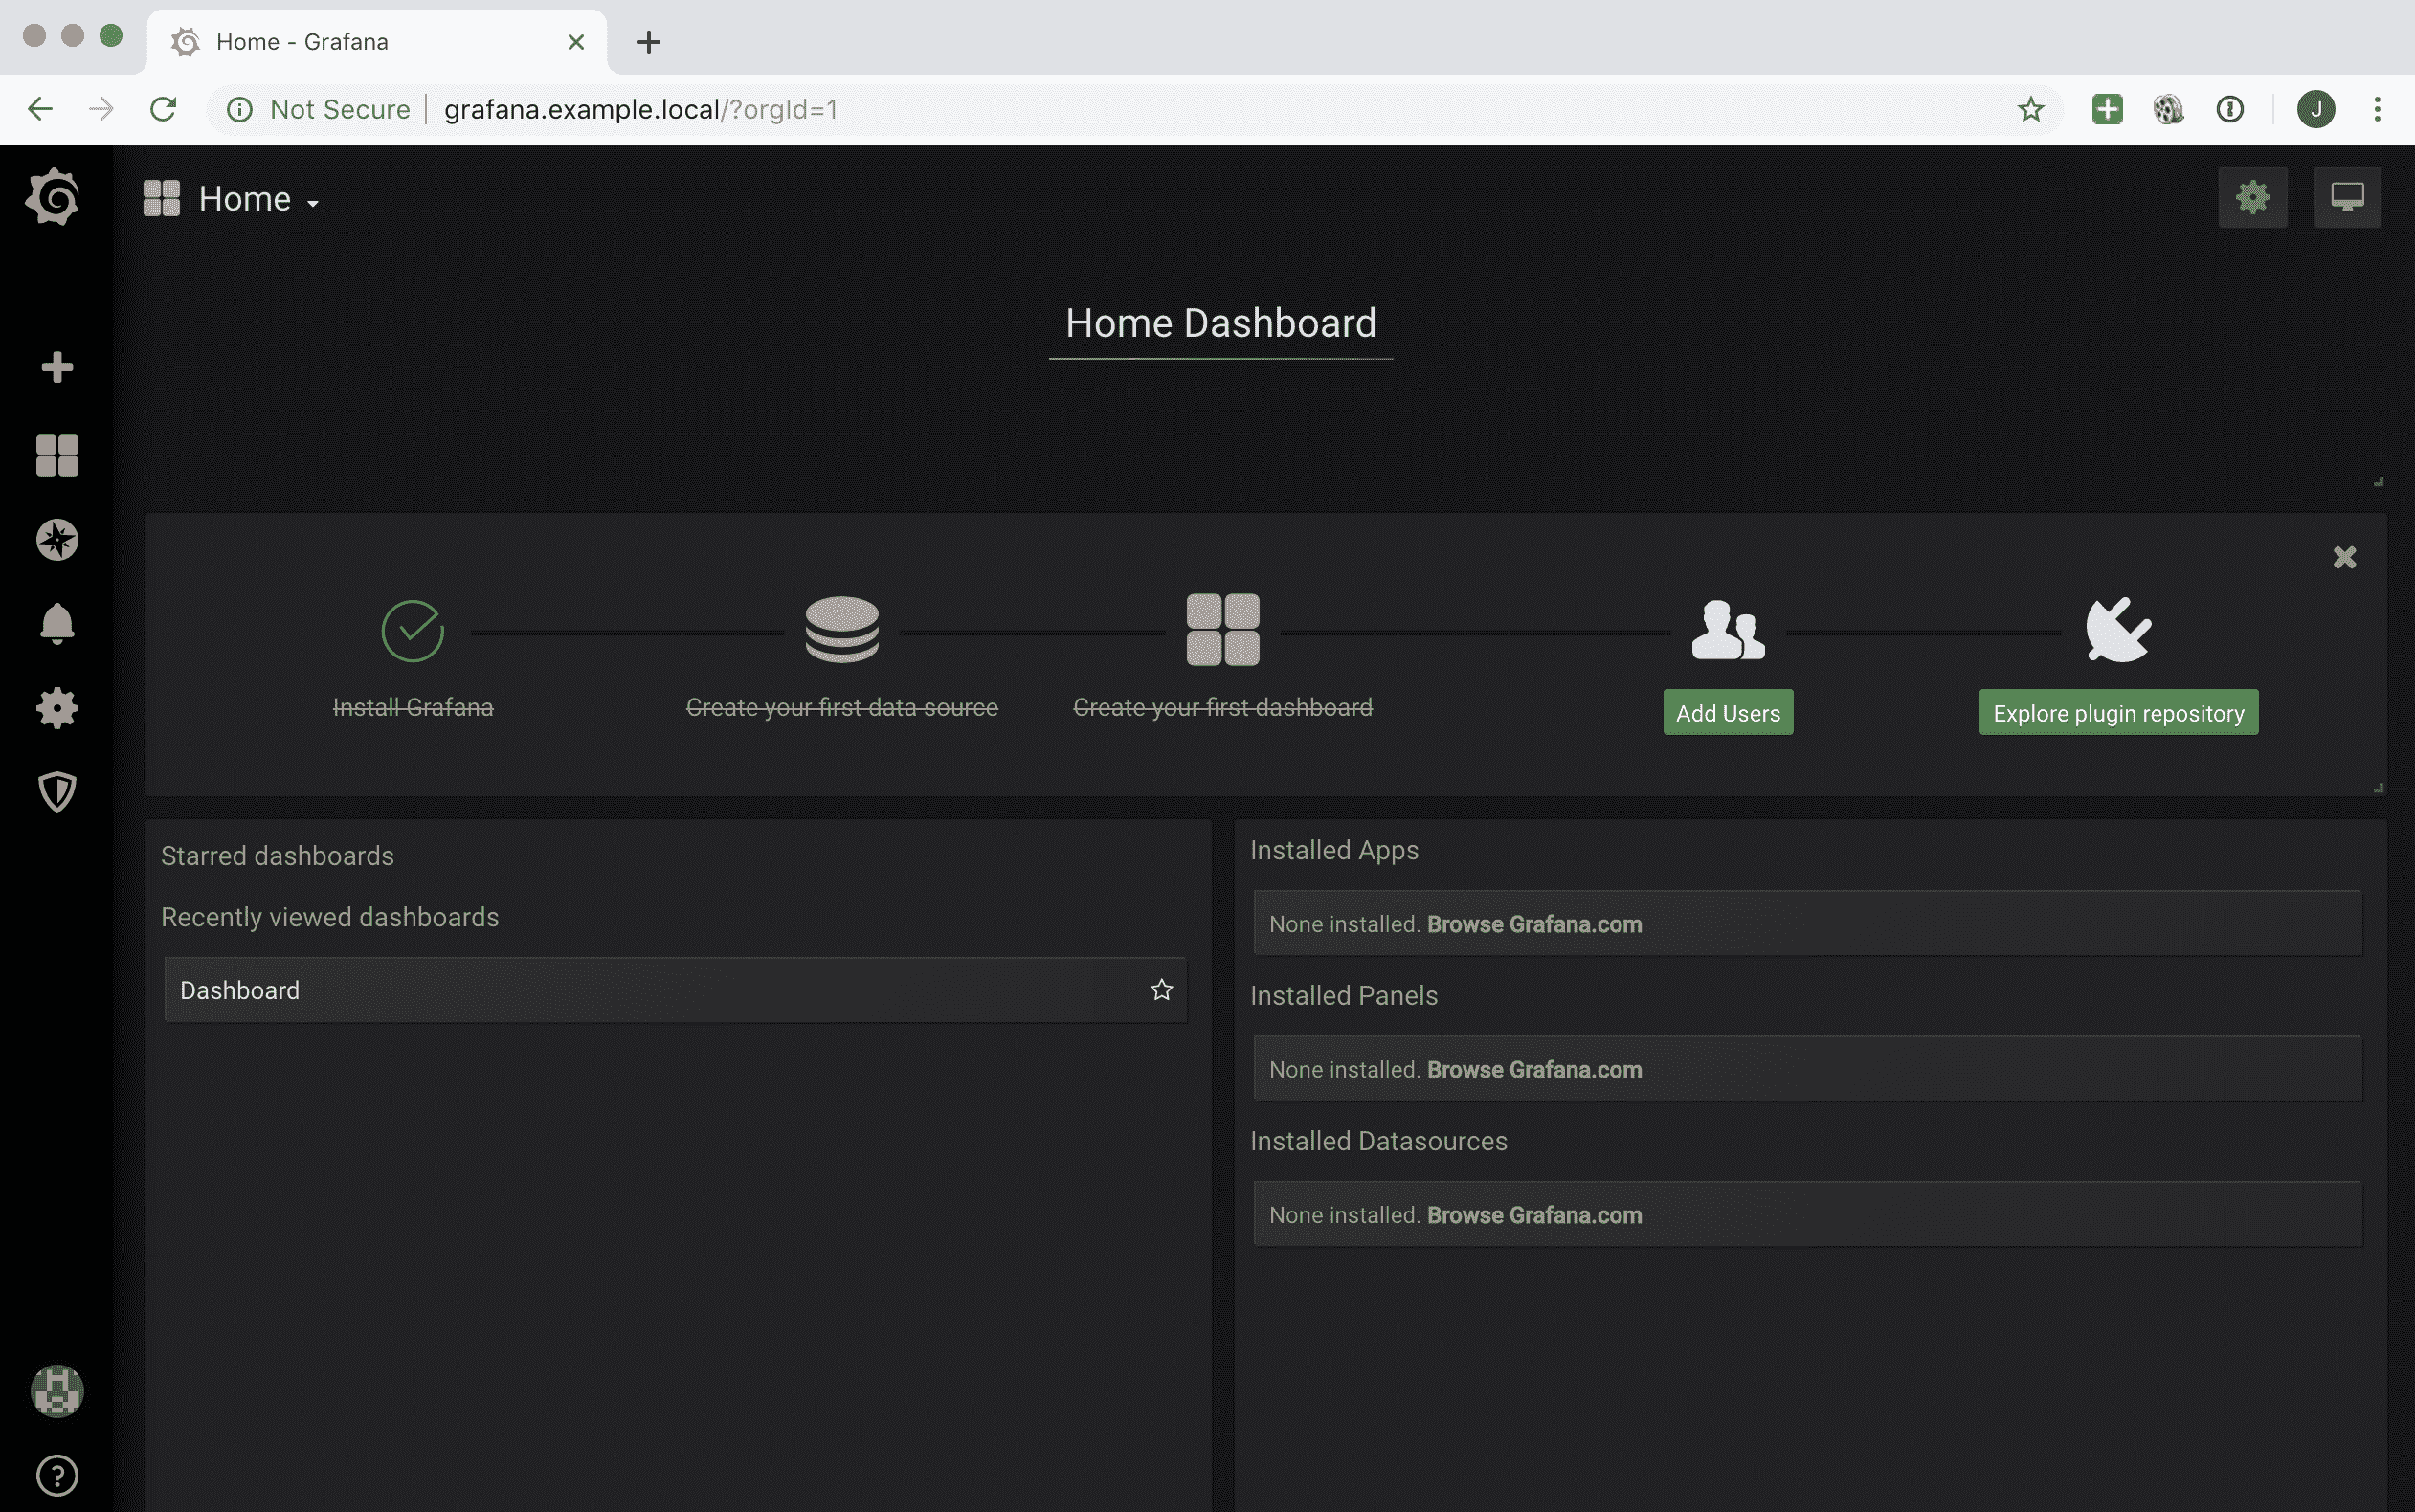 Home - Grafana
Not Secure
grafana.example.local/?orgId=1
J
Home
Home Dashboard
Install Grafana
Create your first data source
Create your first dashboard
Add Users
Explore plugin repository
Starred dashboards
Recently viewed dashboards
Dashboard
Installed Apps
None installed. Browse Grafana.com
Installed Panels
None installed. Browse Grafana.com
Installed Datasources
None installed. Browse Grafana.com